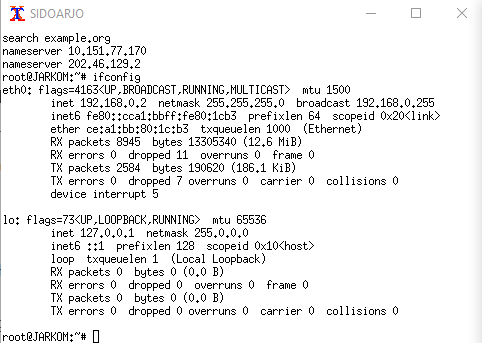 SIDOARJO
search example.org
nameserver 10.151.77.170
nameserver 202.46.129.2
root@JARKOM:~# ifconfig
eth0: flags=4163<UP,BROADCAST,RUNNING,MULTICAST>  mtu 1500
        inet 192.168.0.2  netmask 255.255.255.0  broadcast 192.168.0.255
        inet6 fe80::cca1:bbff:fe80:1cb3  prefixlen 64  scopeid 0x20<link>
        ether ce:a1:bb:80:1c:b3  txqueuelen 1000  (Ethernet)
        RX packets 8945  bytes 13305340 (12.6 MiB)
        RX errors 0  dropped 11  overruns 0  frame 0
        TX packets 2584  bytes 190620 (186.1 KiB)
        TX errors 0  dropped 7 overruns 0  carrier 0  collisions 0
        device interrupt 5
lo: flags=73<UP,LOOPBACK,RUNNING>  mtu 65536
        inet 127.0.0.1  netmask 255.0.0.0
        inet6 ::1  prefixlen 128  scopeid 0x10<host>
        loop  txqueuelen 1  (Local Loopback)
        RX packets 0  bytes 0 (0.0 B)
        RX errors 0  dropped 0  overruns 0  frame 0
        TX packets 0  bytes 0 (0.0 B)
        TX errors 0  dropped 0 overruns 0  carrier 0  collisions 0
root@JARKOM:~#